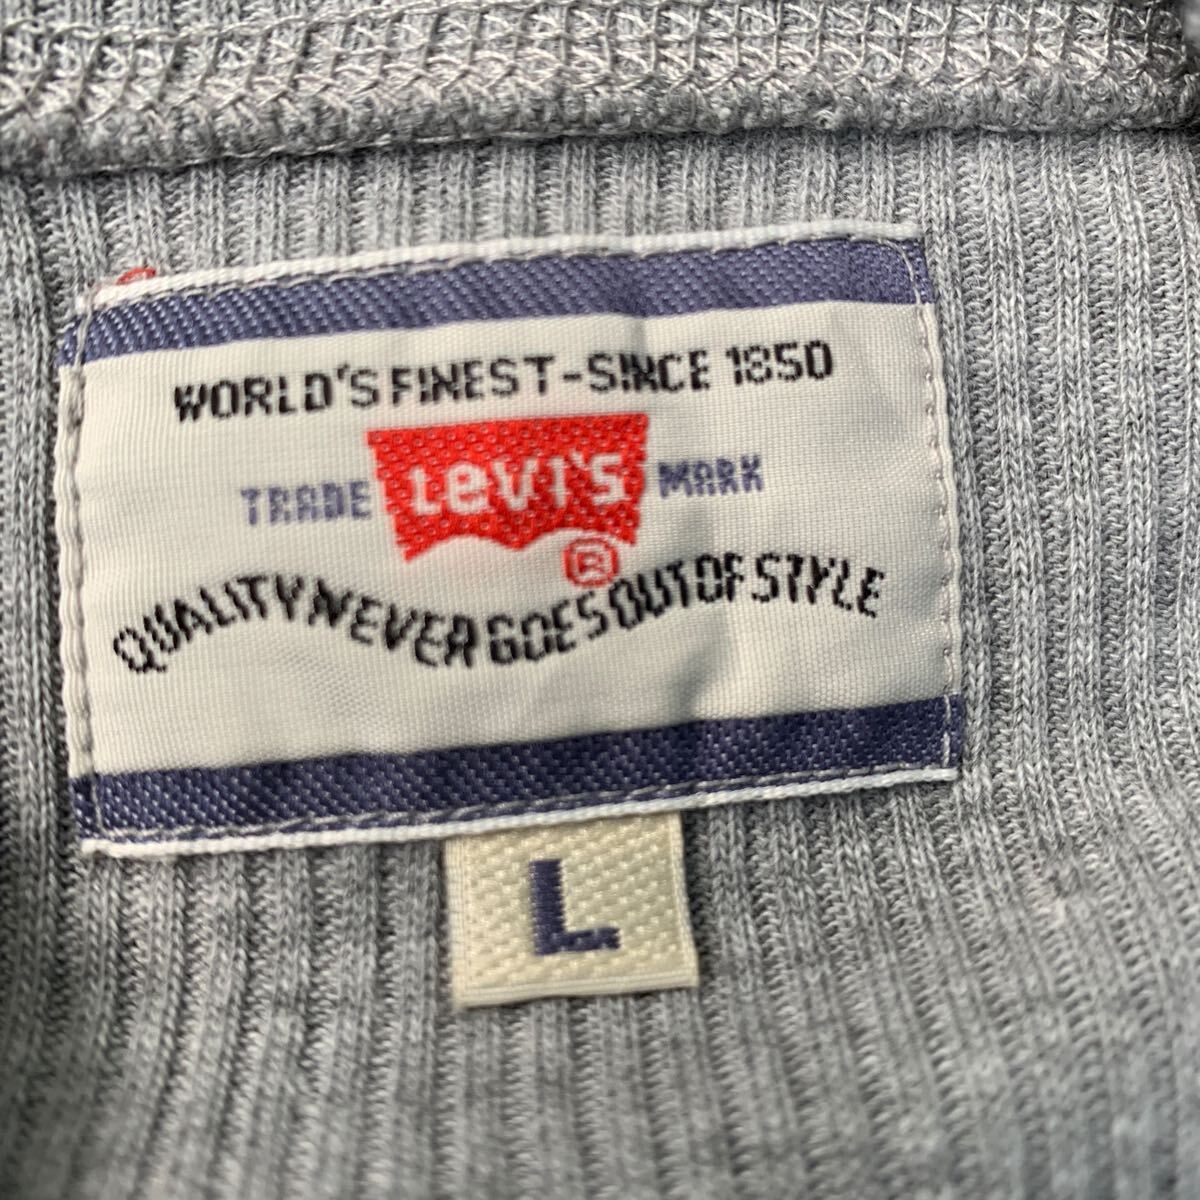 WORLD'S FINEST-SINCE 1850
TRADE Levi's MARK
®
QUALITY NEVER GOES OUT OF STYLE
L